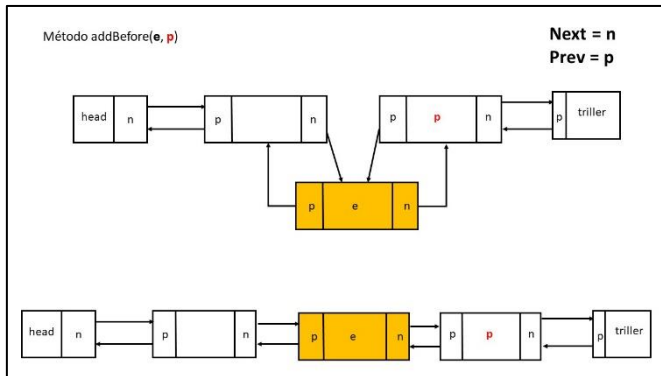 Método addBefore(e, p)
Next = n
Prev = p
head n p n p p n p triller
p e n
head n p n p e n p p n p triller